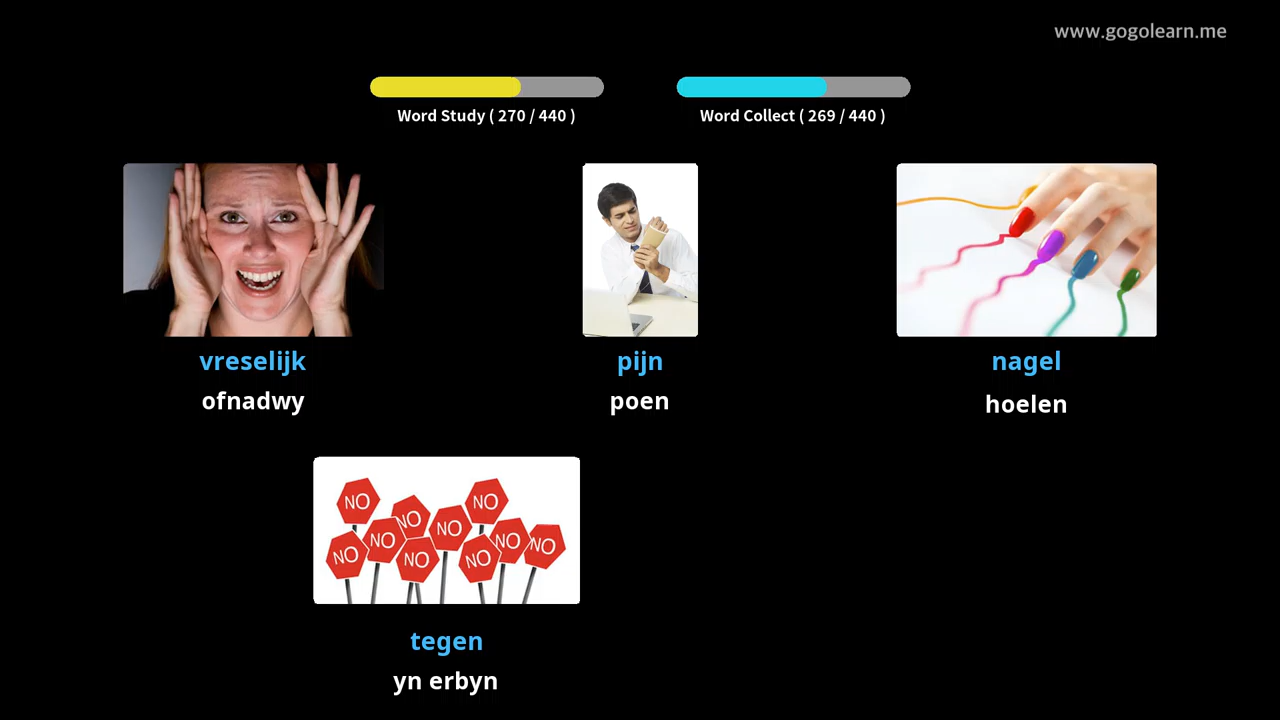 www.gogolearn.me
Word Study ( 270 / 440 )
Word Collect ( 269 / 440 )
vreselijk
ofnadwy
pijn
poen
nagel
hoelen
NO
NO
NO
NO
NO
NO
NO
NO
NO
NO
tegen
yn erbyn